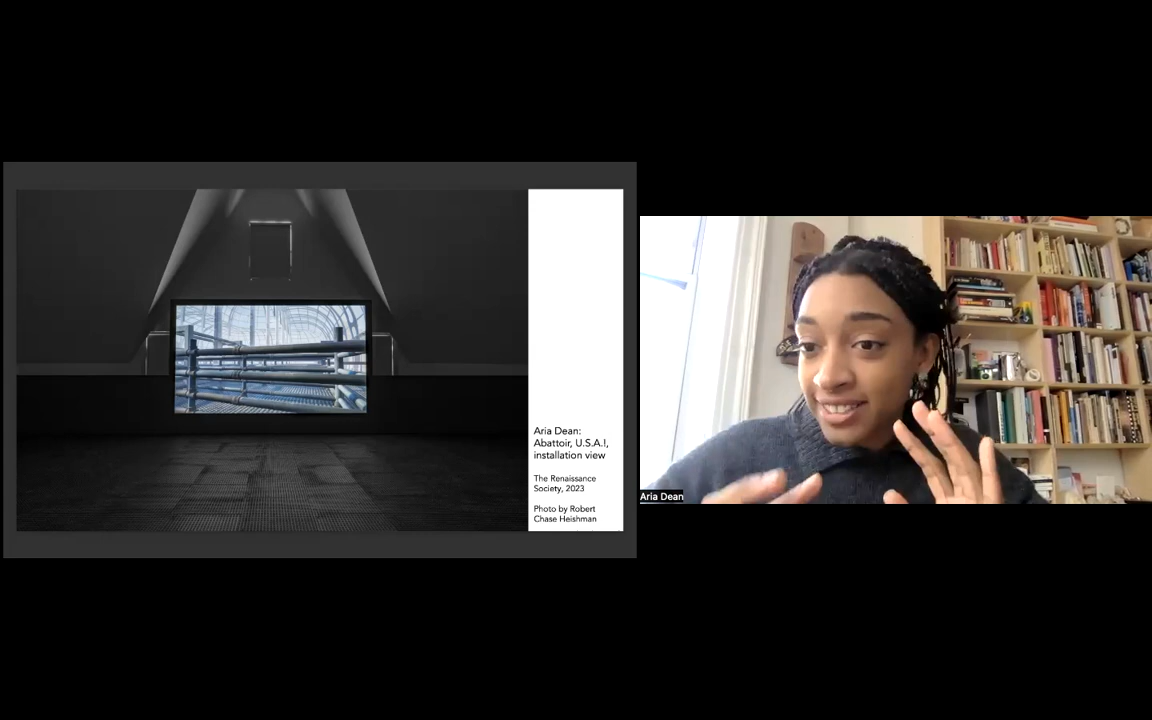 Aria Dean:
Abattoir, U.S.A.!,
installation view
The Renaissance
Society, 2023
Photo by Robert
Chase Heishman
Aria Dean